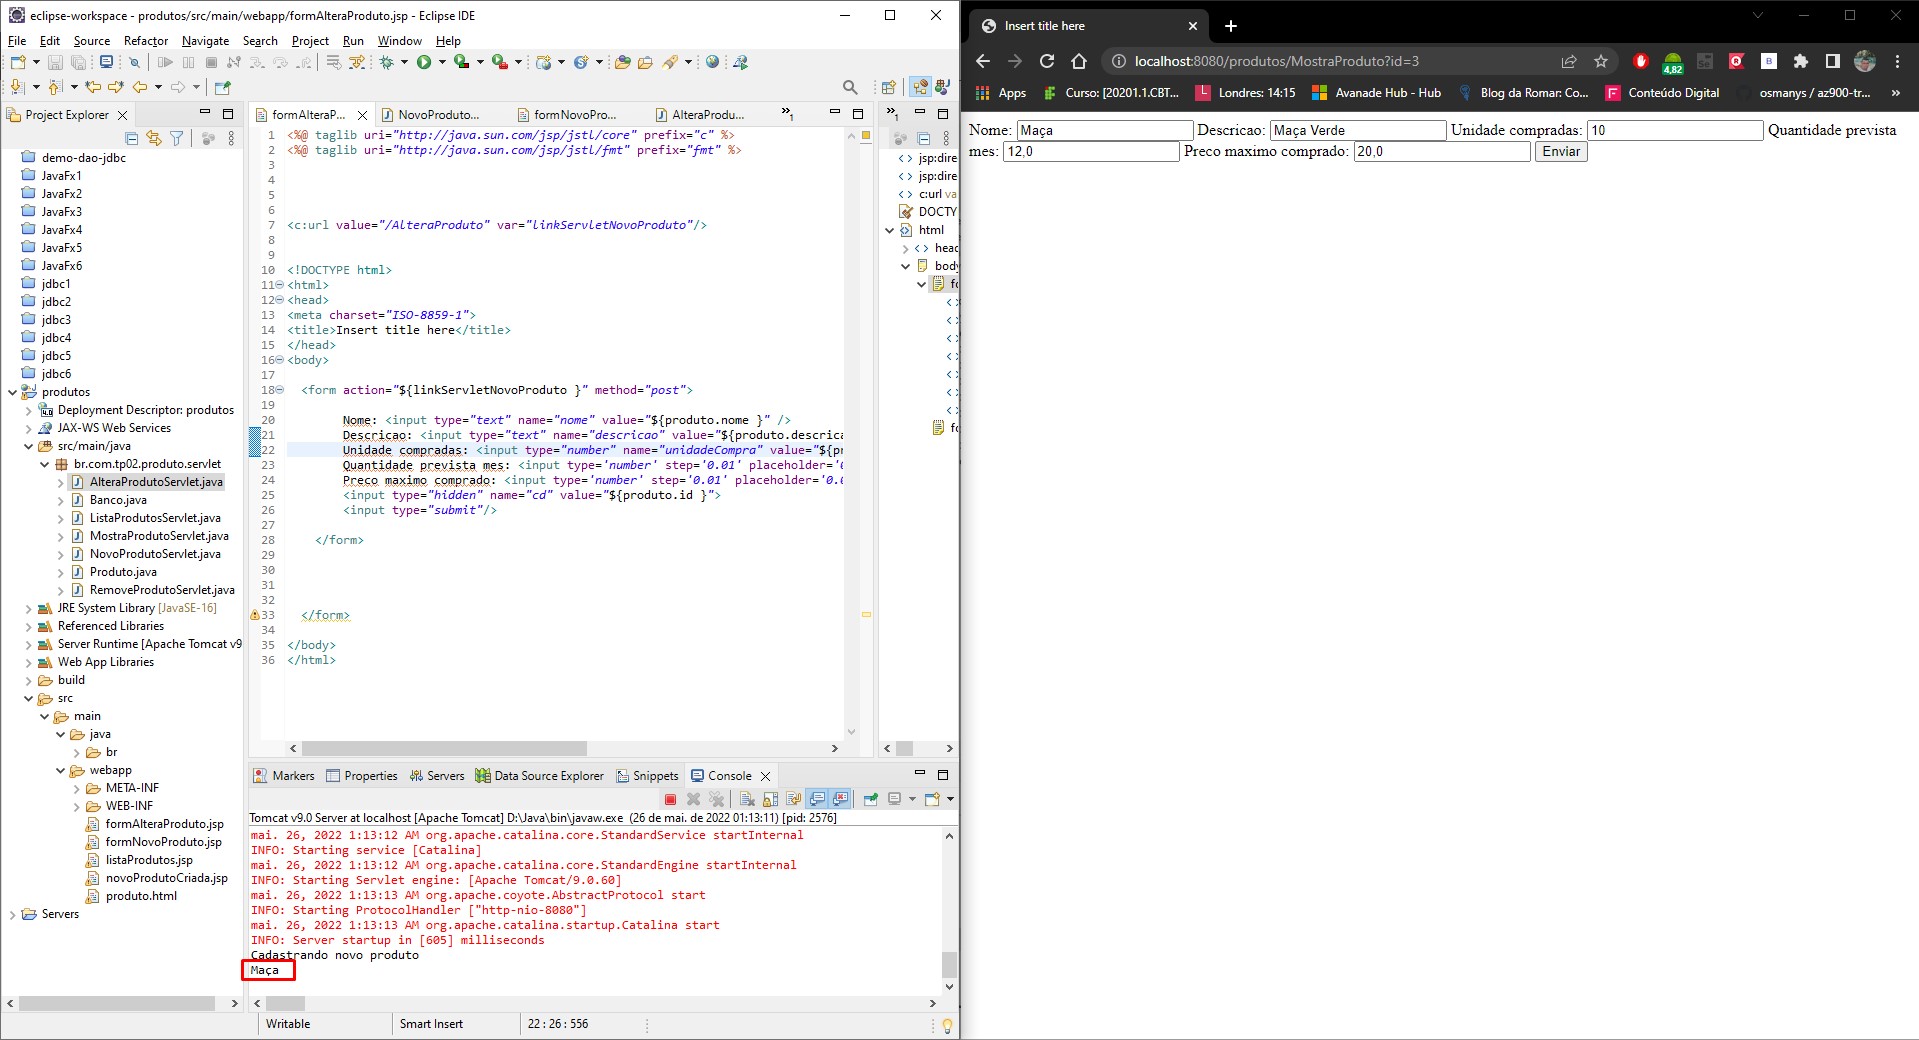 eclipse-workspace - produtos/src/main/webapp/formAlteraProduto.jsp - Eclipse IDE
File Edit Source Refactor Navigate Search Project Run Window Help
Project Explorer
demo-dao-jdbc
JavaFx1
JavaFx2
JavaFx3
JavaFx4
JavaFx5
JavaFx6
jdbc1
jdbc2
jdbc3
jdbc4
jdbc5
jdbc6
produtos
Deployment Descriptor: produtos
JAX-WS Web Services
src/main/java
br.com.tp02.produto.servlet
AlteraProdutoServlet.java
Banco.java
ListaProdutosServlet.java
MostraProdutoServlet.java
NovoProdutoServlet.java
Produto.java
RemoveProdutoServlet.java
JRE System Library [JavaSE-16]
Referenced Libraries
Server Runtime [Apache Tomcat v9
Web App Libraries
build
src
main
java
br
webapp
META-INF
WEB-INF
formAlteraProduto.jsp
formNovoProduto.jsp
listaProdutos.jsp
novoProdutoCriada.jsp
produto.html
Servers
formAlteraP... NovoProduto... formNovoPro... AlteraProdu... »1
1 <%@ taglib uri="http://java.sun.com/jsp/jstl/core" prefix="c" %>
2 <%@ taglib uri="http://java.sun.com/jsp/jstl/fmt" prefix="fmt" %>
3
4
5
6
7 <c:url value="/AlteraProduto" var="linkServletNovoProduto"/>
8
9
10 <!DOCTYPE html>
11 <html>
12 <head>
13 <meta charset="ISO-8859-1">
14 <title>Insert title here</title>
15 </head>
16 <body>
17
18 <form action="${linkServletNovoProduto }" method="post">
19
20 Nome: <input type="text" name="nome" value="${produto.nome }" />
21 Descricao: <input type="text" name="descricao" value="${produto.descrica
22 Unidade compradas: <input type="number" name="unidadeCompra" value="${pr
23 Quantidade prevista mes: <input type='number' step='0.01' placeholder='0
24 Preco maximo comprado: <input type='number' step='0.01' placeholder='0.0
25 <input type="hidden" name="cd" value="${produto.id }">
26 <input type="submit"/>
27
28 </form>
29
30
31
32
33 </form>
34
35 </body>
36 </html>
»1
jsp:dire
jsp:dire
c:url va
DOCTY
html
head
body
fo
fo
Markers Properties Servers Data Source Explorer Snippets Console
Tomcat v9.0 Server at localhost [Apache Tomcat] D:\Java\bin\javaw.exe (26 de mai. de 2022 01:13:11) [pid: 2576]
mai. 26, 2022 1:13:12 AM org.apache.catalina.core.StandardService startInternal
INFO: Starting service [Catalina]
mai. 26, 2022 1:13:12 AM org.apache.catalina.core.StandardEngine startInternal
INFO: Starting Servlet engine: [Apache Tomcat/9.0.60]
mai. 26, 2022 1:13:13 AM org.apache.coyote.AbstractProtocol start
INFO: Starting ProtocolHandler ["http-nio-8080"]
mai. 26, 2022 1:13:13 AM org.apache.catalina.startup.Catalina start
INFO: Server startup in [605] milliseconds
Cadastrando novo produto
Maça
Writable Smart Insert 22 : 26 : 556
Insert title here
localhost:8080/produtos/MostraProduto?id=3
4,82
Apps Curso: [20201.1.CBT... Londres: 14:15 Avanade Hub - Hub Blog da Romar: Co... Conteúdo Digital osmanys / az900-tr... »
Nome: Maça Descricao: Maça Verde Unidade compradas: 10 Quantidade prevista
mes: 12,0 Preco maximo comprado: 20,0 Enviar